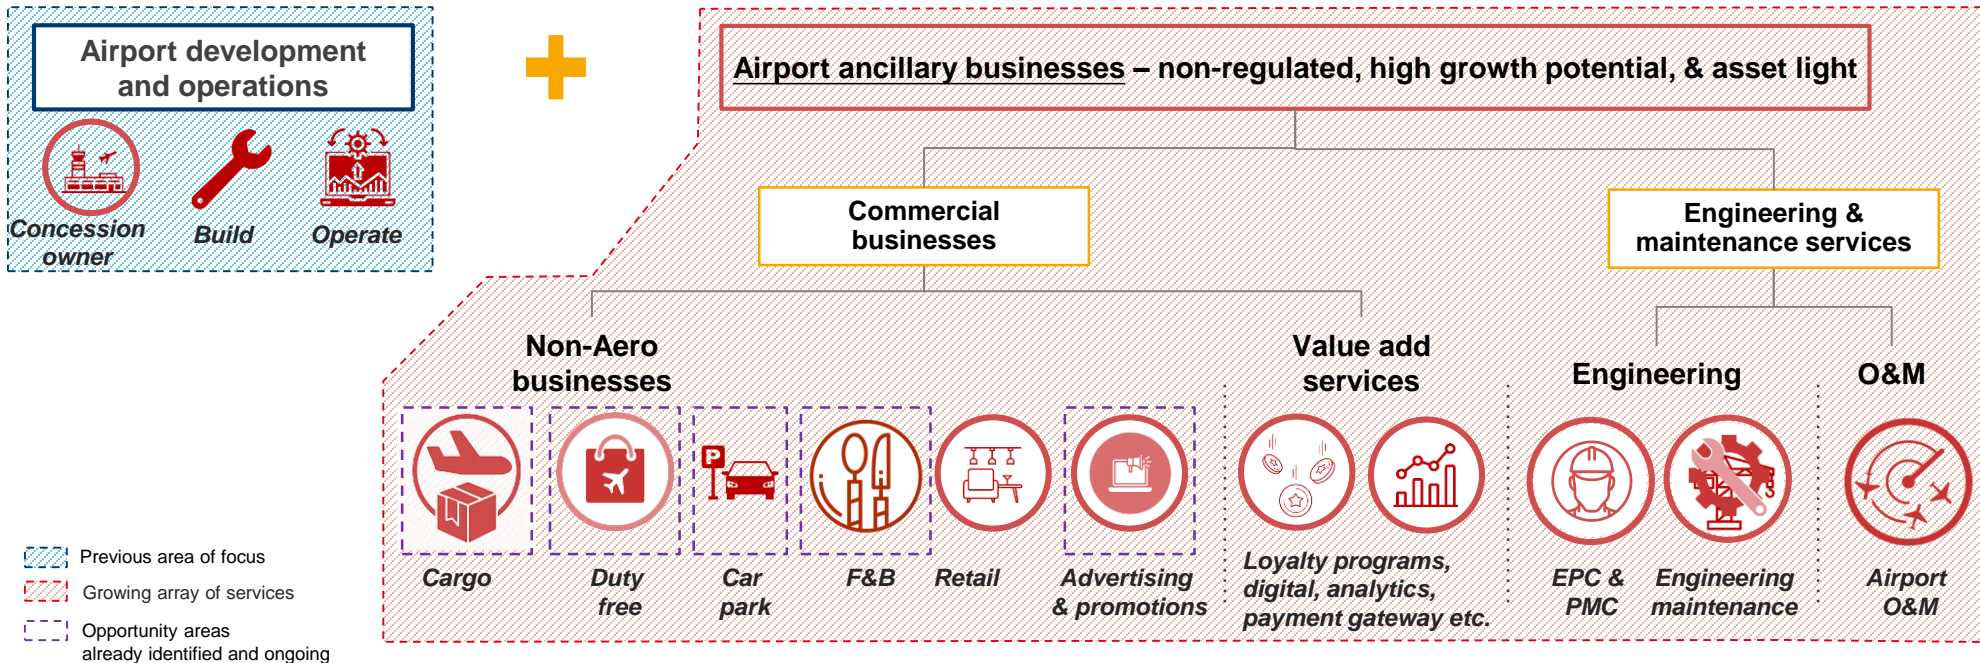 Airport development
and operations
Concession
owner
Build
Operate
Airport ancillary businesses – non-regulated, high growth potential, & asset light
Commercial
businesses
Engineering &
maintenance services
Non-Aero
businesses
Value add
services
Engineering
O&M
P
Cargo
Duty
free
Car
park
F&B
Retail
Advertising
& promotions
Loyalty programs,
digital, analytics,
payment gateway etc.
EPC &
PMC
Engineering
maintenance
Airport
O&M
Previous area of focus
Growing array of services
Opportunity areas
already identified and ongoing